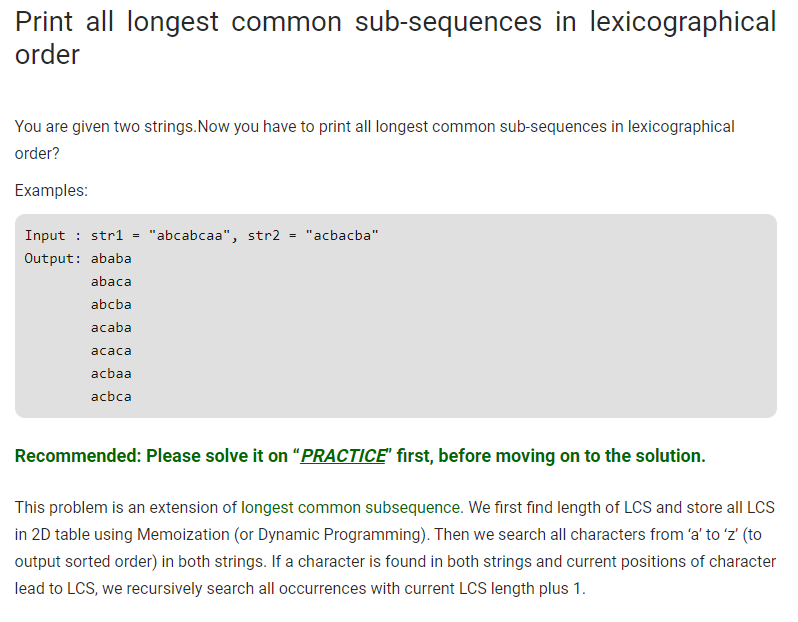 Print all longest common sub-sequences in lexicographical
order
You are given two strings.Now you have to print all longest common sub-sequences in lexicographical
order?
Examples:
Input : str1 = "abcabcaa", str2 = "acbacba"
Output: ababa
abaca
abcba
acaba
acaca
acbaa
acbca
Recommended: Please solve it on “PRACTICE” first, before moving on to the solution.
This problem is an extension of longest common subsequence. We first find length of LCS and store all LCS
in 2D table using Memoization (or Dynamic Programming). Then we search all characters from ‘a’ to ‘z’ (to
output sorted order) in both strings. If a character is found in both strings and current positions of character
lead to LCS, we recursively search all occurrences with current LCS length plus 1.